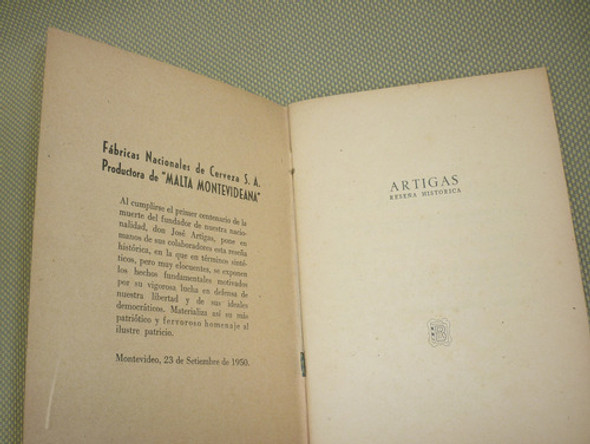 Fábricas Nacionales de Cerveza S. A.
Productora de "MALTA MONTEVIDEANA"
Al cumplirse el primer centenario de la
muerte del fundador de nuestra nacio-
nalidad, don José Artigas, pone en
manos de sus colaboradores esta reseña
histórica, en la que en términos sinté-
ticos, pero muy elocuentes, se exponen
los hechos fundamentales motivados
por su vigorosa lucha en defensa de
nuestra libertad y de sus ideales
democráticos. Materializa así su más
patriótico y fervoroso homenaje al
ilustre patricio.
Montevideo, 23 de Setiembre de 1950.
ARTIGAS
RESEÑA HISTORICA
B